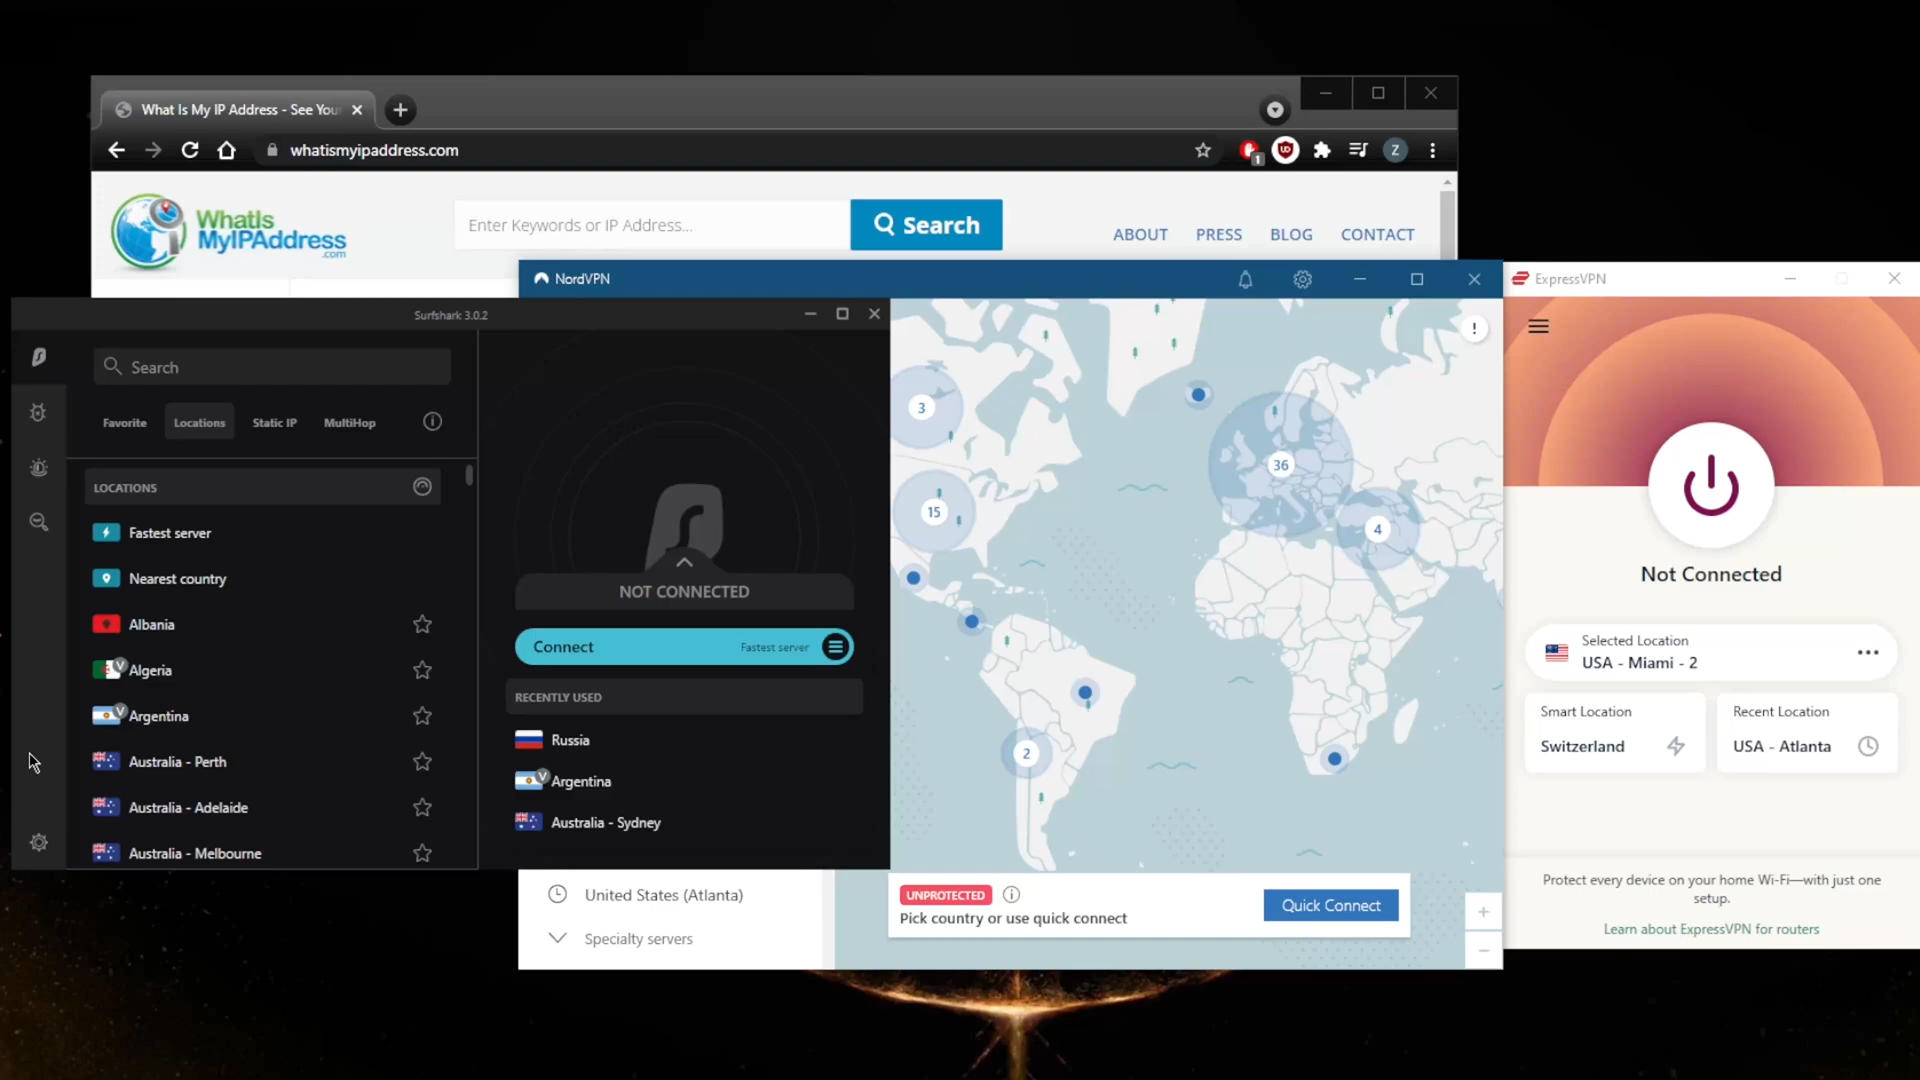 What Is My IP Address - See You
whatismyipaddress.com
1
Z
WhatIs
MyIPAddress
.com
Enter Keywords or IP Address...
Search
ABOUT
PRESS
BLOG
CONTACT
NordVPN
ExpressVPN
Surfshark 3.0.2
Search
Favorite
Locations
Static IP
MultiHop
LOCATIONS
Fastest server
Nearest country
Albania
V
Algeria
V
Argentina
Australia - Perth
Australia - Adelaide
Australia - Melbourne
NOT CONNECTED
Connect
Fastest server
RECENTLY USED
Russia
V
Argentina
Australia - Sydney
!
3
36
15
4
2
United States (Atlanta)
Specialty servers
UNPROTECTED
Pick country or use quick connect
Quick Connect
Not Connected
Selected Location
USA - Miami - 2
Smart Location
Switzerland
Recent Location
USA - Atlanta
Protect every device on your home Wi-Fi—with just one
setup.
Learn about ExpressVPN for routers